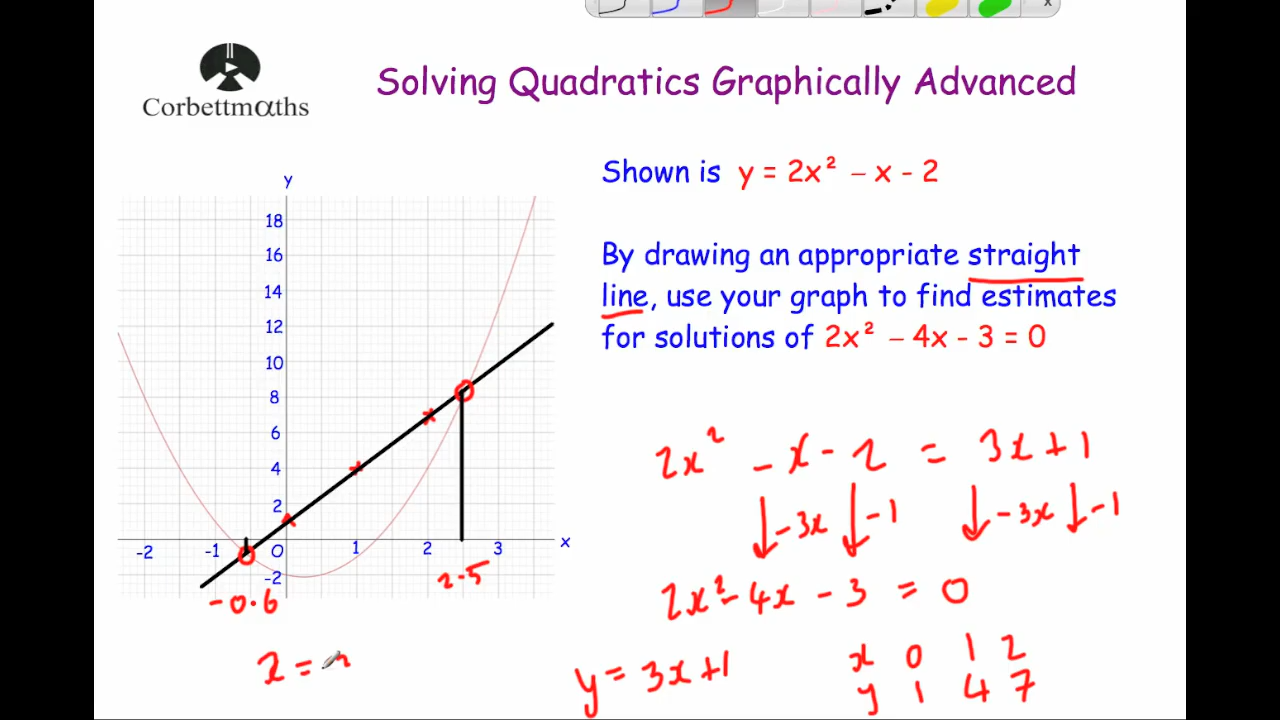 x
Solving Quadratics Graphically Advanced
Corbettmαths
Shown is y = 2x² – x - 2
By drawing an appropriate straight
line, use your graph to find estimates
for solutions of 2x² – 4x - 3 = 0
y
18
16
14
12
10
8
6
4
2
-2 -1 O 1 2 3 x
-2
-0.6
2.5
2x² - x - 2 = 3x + 1
-3x -1 -3x -1
2x² - 4x - 3 = 0
x =
y = 3x + 1
x 0 1 2
y 1 4 7